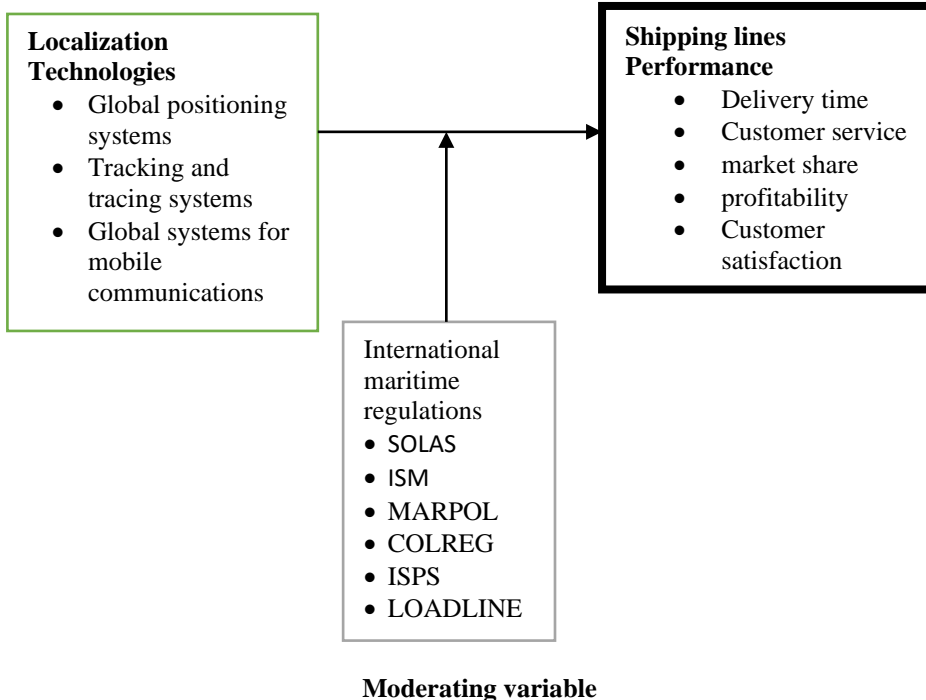 Localization
Technologies
• Global positioning
systems
• Tracking and
tracing systems
• Global systems for
mobile
communications
Shipping lines
Performance
• Delivery time
• Customer service
• market share
• profitability
• Customer
satisfaction
International
maritime
regulations
• SOLAS
• ISM
• MARPOL
• COLREG
• ISPS
• LOADLINE
Moderating variable